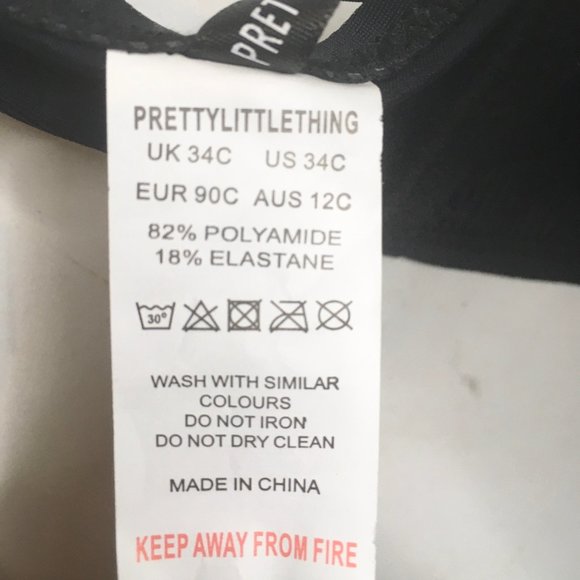 PRET
PRETTYLITTLETHING
UK 34C US 34C
EUR 90C AUS 12C
82% POLYAMIDE
18% ELASTANE
30°
WASH WITH SIMILAR
COLOURS
DO NOT IRON
DO NOT DRY CLEAN
MADE IN CHINA
KEEP AWAY FROM FIRE